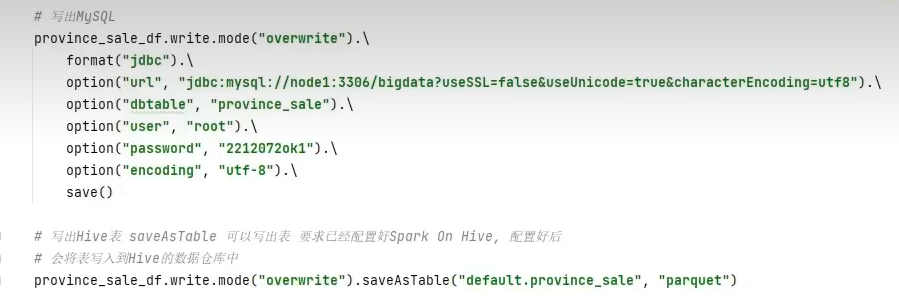 # 写出MySQL
province_sale_df.write.mode("overwrite").\
    format("jdbc").\
    option("url", "jdbc:mysql://node1:3306/bigdata?useSSL=false&useUnicode=true&characterEncoding=utf8").\
    option("dbtable", "province_sale").\
    option("user", "root").\
    option("password", "2212072ok1").\
    option("encoding", "utf-8").\
    save()
# 写出Hive表 saveAsTable 可以写出表 要求已经配置好Spark On Hive, 配置好后
# 会将表写入到Hive的数据仓库中
province_sale_df.write.mode("overwrite").saveAsTable("default.province_sale", "parquet")